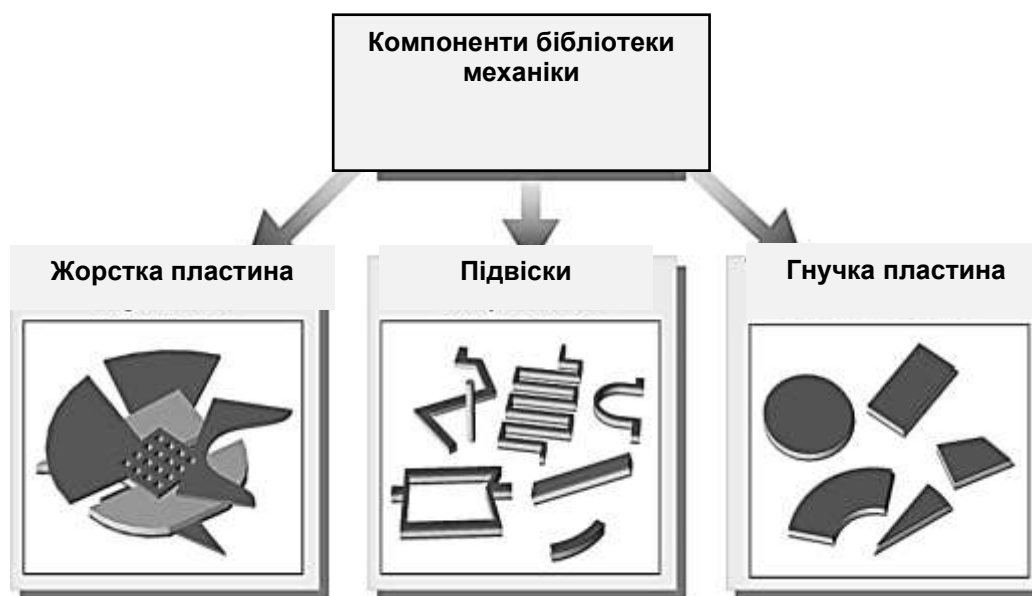 Компоненти бібліотеки
механіки
Жорстка пластина
Підвіски
Гнучка пластина